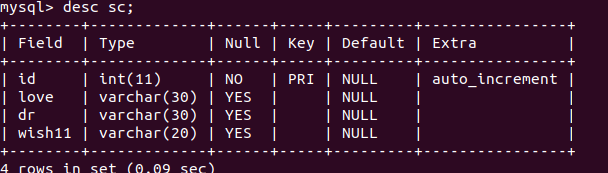 mysql> desc sc;
+--------+-------------+------+-----+---------+----------------+
| Field  | Type        | Null | Key | Default | Extra          |
+--------+-------------+------+-----+---------+----------------+
| id     | int(11)     | NO   | PRI | NULL    | auto_increment |
| love   | varchar(30) | YES  |     | NULL    |                |
| dr     | varchar(30) | YES  |     | NULL    |                |
| wish11 | varchar(20) | YES  |     | NULL    |                |
+--------+-------------+------+-----+---------+----------------+
4 rows in set (0.09 sec)